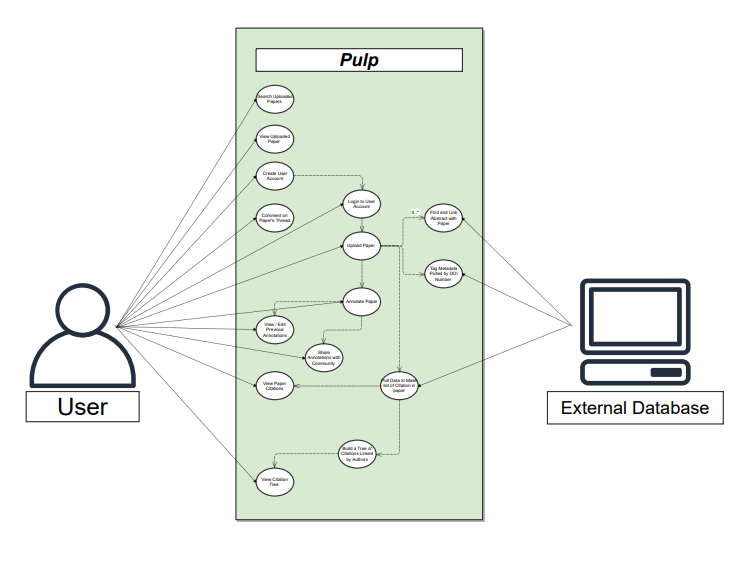 Pulp
Search Uploaded
Papers
View Uploaded
Paper
Create User
Account
Login to User
Account
Comment on
Paper's Thread
0..*
Find and Link
Abstract with
Paper
Upload Paper
Tag Metadata
Pulled by DOI
Number
Annotate Paper
View / Edit
Previous
Annotations
Share
Annotations with
Community
View Paper
Citations
Pull Data to Make
list of Citation in
paper
User
External Database
Build a Tree of
Citations Linked
by Authors
View Citation
Tree